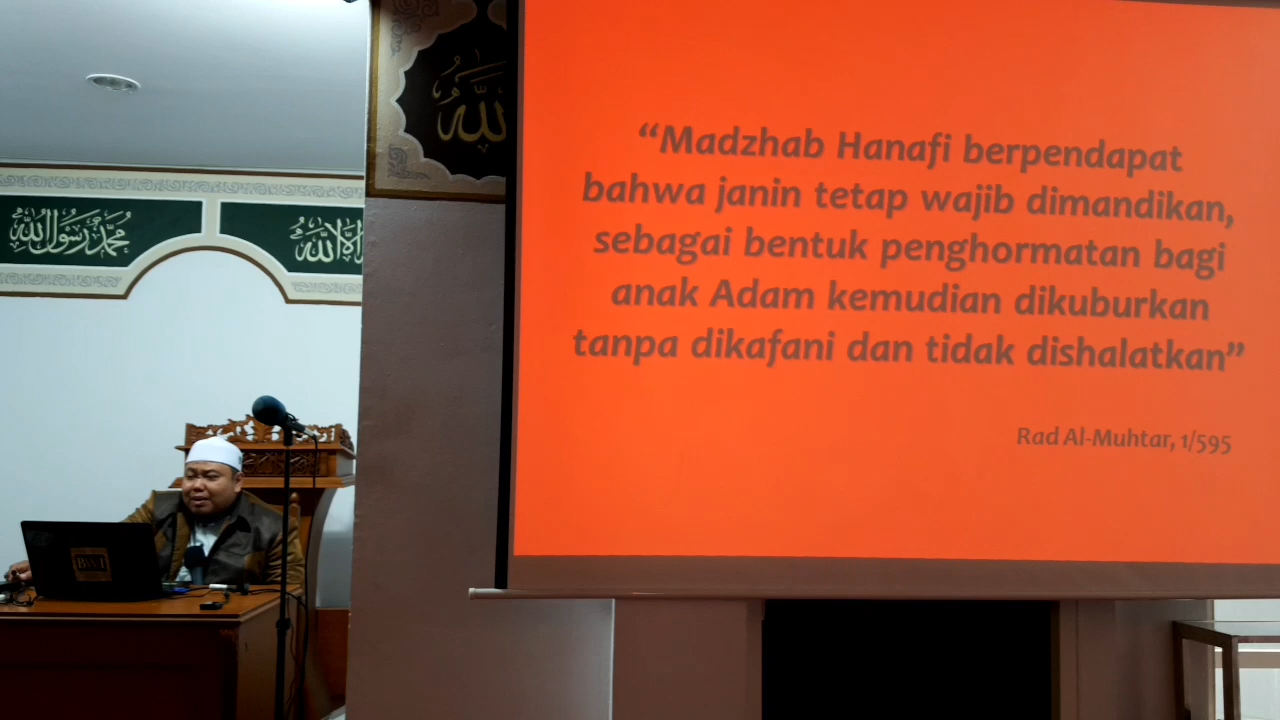 الله
محمد رسول الله
لا إله إلا الله
“Madzhab Hanafi berpendapat
bahwa janin tetap wajib dimandikan,
sebagai bentuk penghormatan bagi
anak Adam kemudian dikuburkan
tanpa dikafani dan tidak dishalatkan”
Rad Al-Muhtar, 1/595